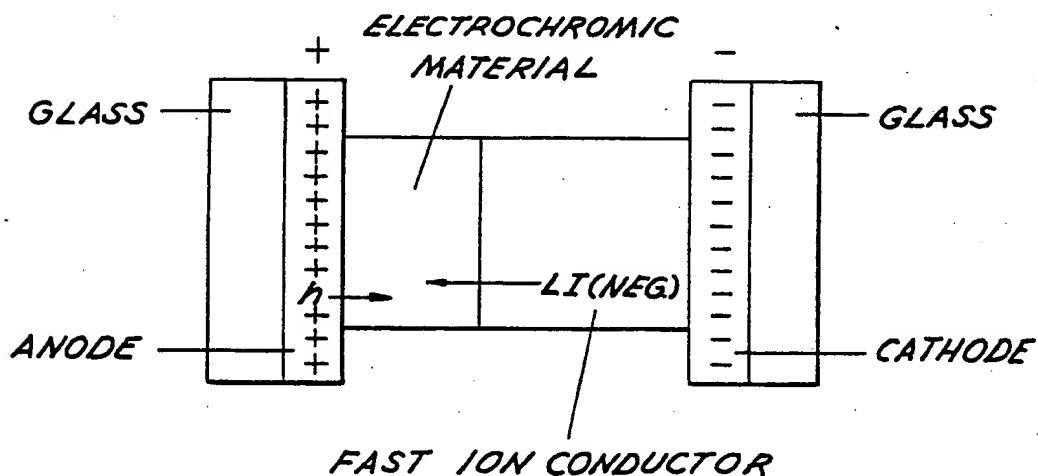 ELECTROCHROMIC
MATERIAL
+
-
GLASS
GLASS
+
+
+
+
+
+
+
+
+
+
+
-
-
-
-
-
-
-
-
-
-
-
-
h
LI(NEG.)
ANODE
CATHODE
FAST ION CONDUCTOR